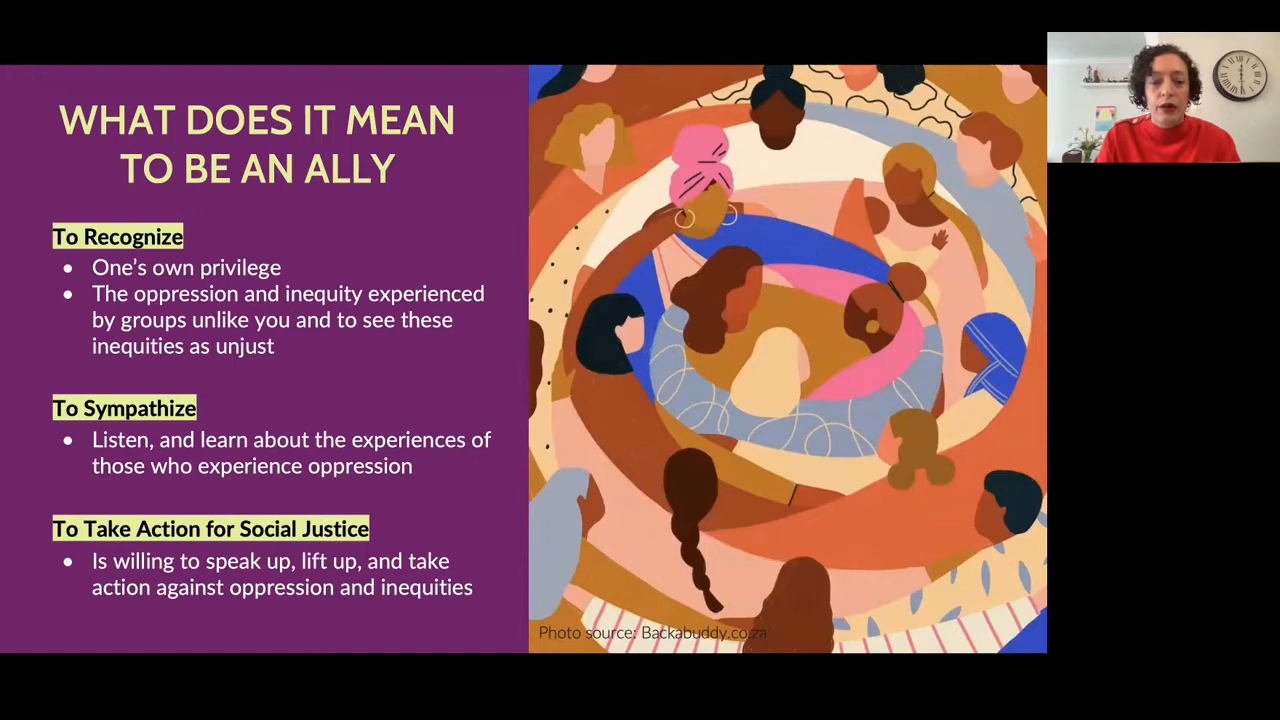 WHAT DOES IT MEAN
TO BE AN ALLY
To Recognize
• One’s own privilege
• The oppression and inequity experienced
by groups unlike you and to see these
inequities as unjust
To Sympathize
• Listen, and learn about the experiences of
those who experience oppression
To Take Action for Social Justice
• Is willing to speak up, lift up, and take
action against oppression and inequities
Photo source: Backabuddy.co.za